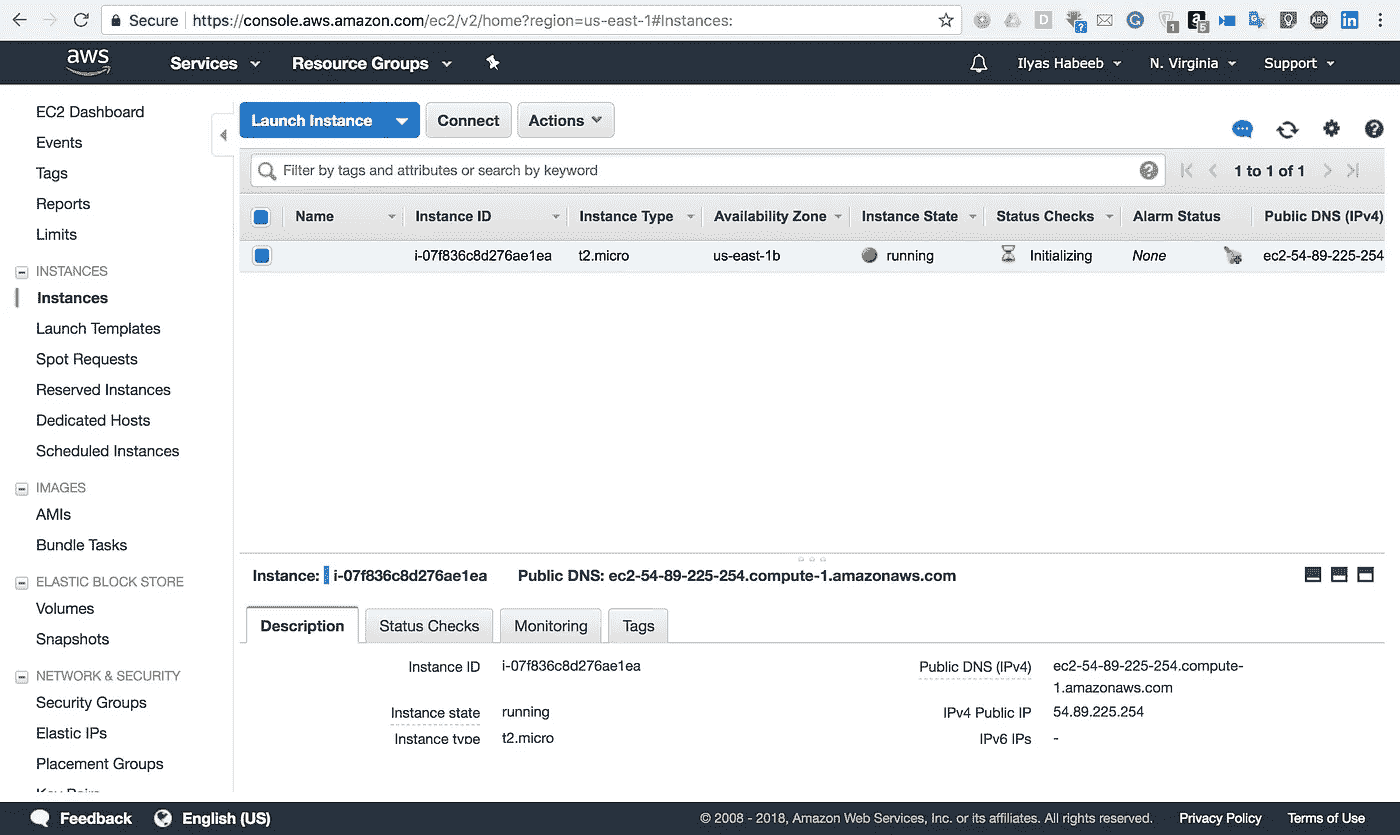 Secure https://console.aws.amazon.com/ec2/v2/home?region=us-east-1#Instances:
D ? 1 a 5 G ABP in
aws Services Resource Groups Ilyas Habeeb N. Virginia Support
EC2 Dashboard
Events
Tags
Reports
Limits
INSTANCES
Instances
Launch Templates
Spot Requests
Reserved Instances
Dedicated Hosts
Scheduled Instances
IMAGES
AMIs
Bundle Tasks
ELASTIC BLOCK STORE
Volumes
Snapshots
NETWORK & SECURITY
Security Groups
Elastic IPs
Placement Groups
Launch Instance Connect Actions
Filter by tags and attributes or search by keyword 1 to 1 of 1
Name Instance ID Instance Type Availability Zone Instance State Status Checks Alarm Status Public DNS (IPv4)
i-07f836c8d276ae1ea t2.micro us-east-1b running Initializing None ec2-54-89-225-254
Instance: i-07f836c8d276ae1ea Public DNS: ec2-54-89-225-254.compute-1.amazonaws.com
Description Status Checks Monitoring Tags
Instance ID i-07f836c8d276ae1ea Public DNS (IPv4) ec2-54-89-225-254.compute-
1.amazonaws.com
Instance state running IPv4 Public IP 54.89.225.254
Instance type t2.micro IPv6 IPs -
Feedback English (US) © 2008 - 2018, Amazon Web Services, Inc. or its affiliates. All rights reserved. Privacy Policy Terms of Use